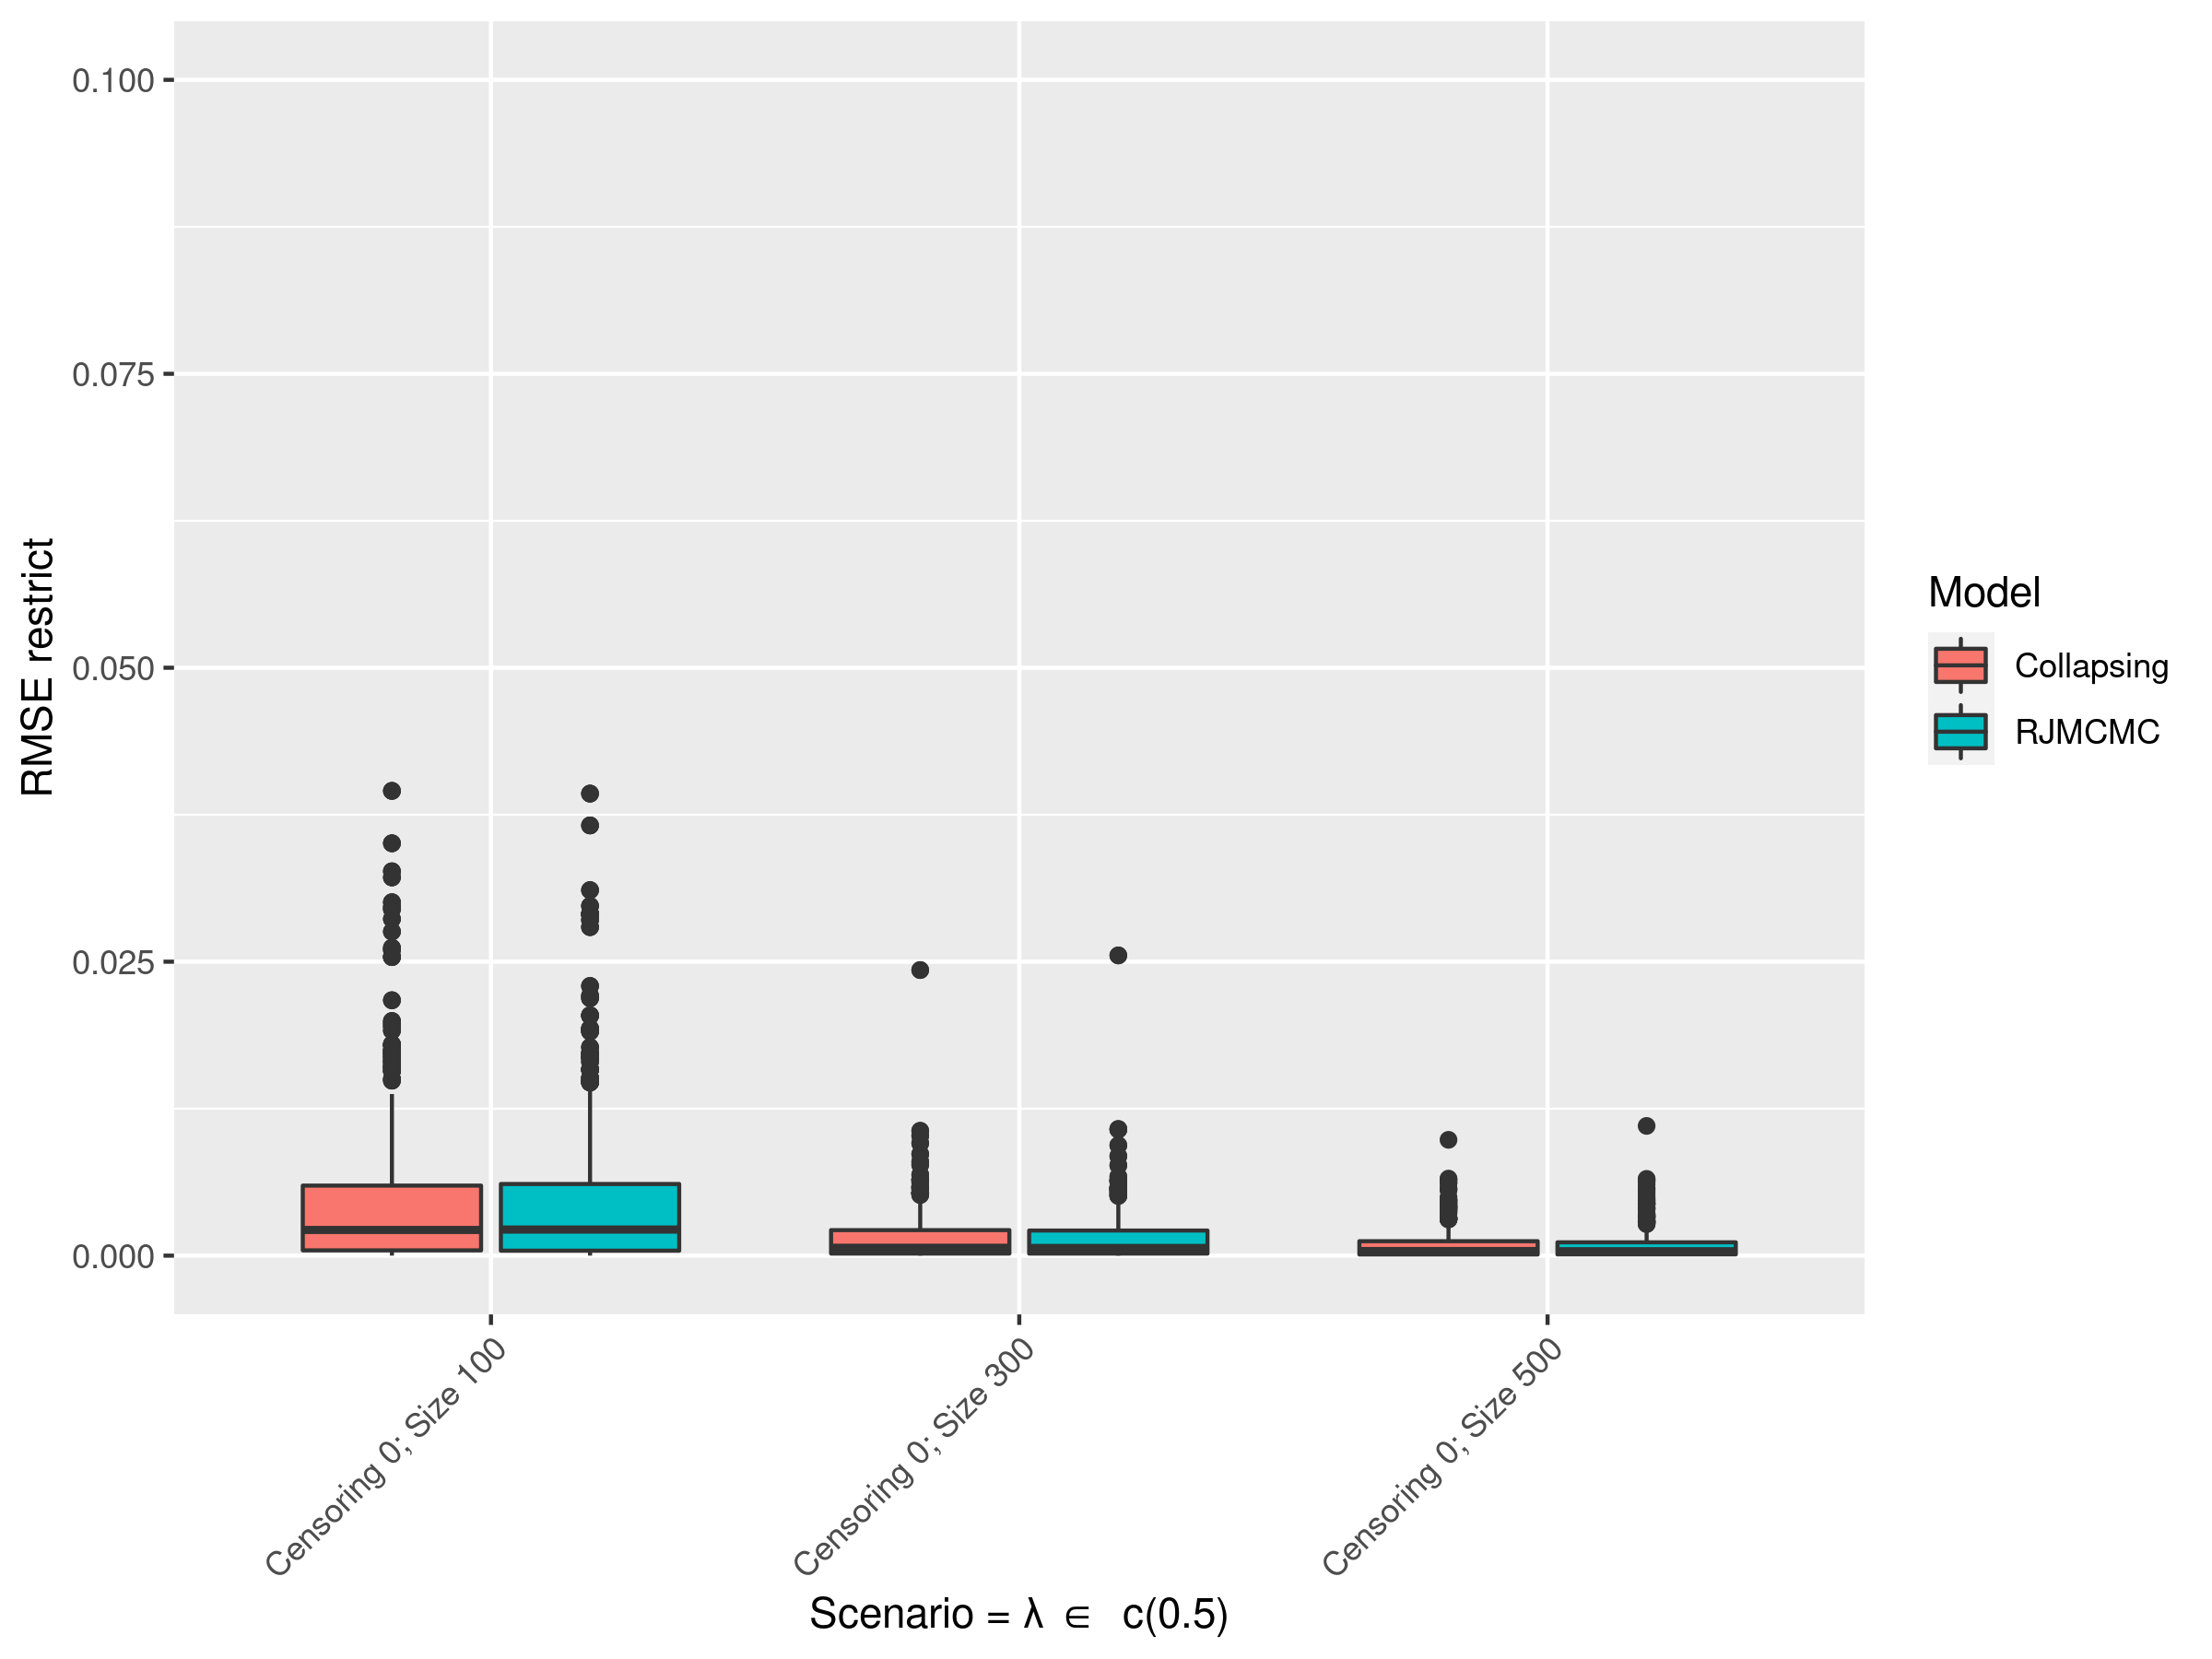 0.100
0.075
0.050
0.025
0.000
RMSE restrict
Censoring 0; Size 100
Censoring 0; Size 300
Censoring 0; Size 500
Scenario = λ ∈ c(0.5)
Model
Collapsing
RJMCMC